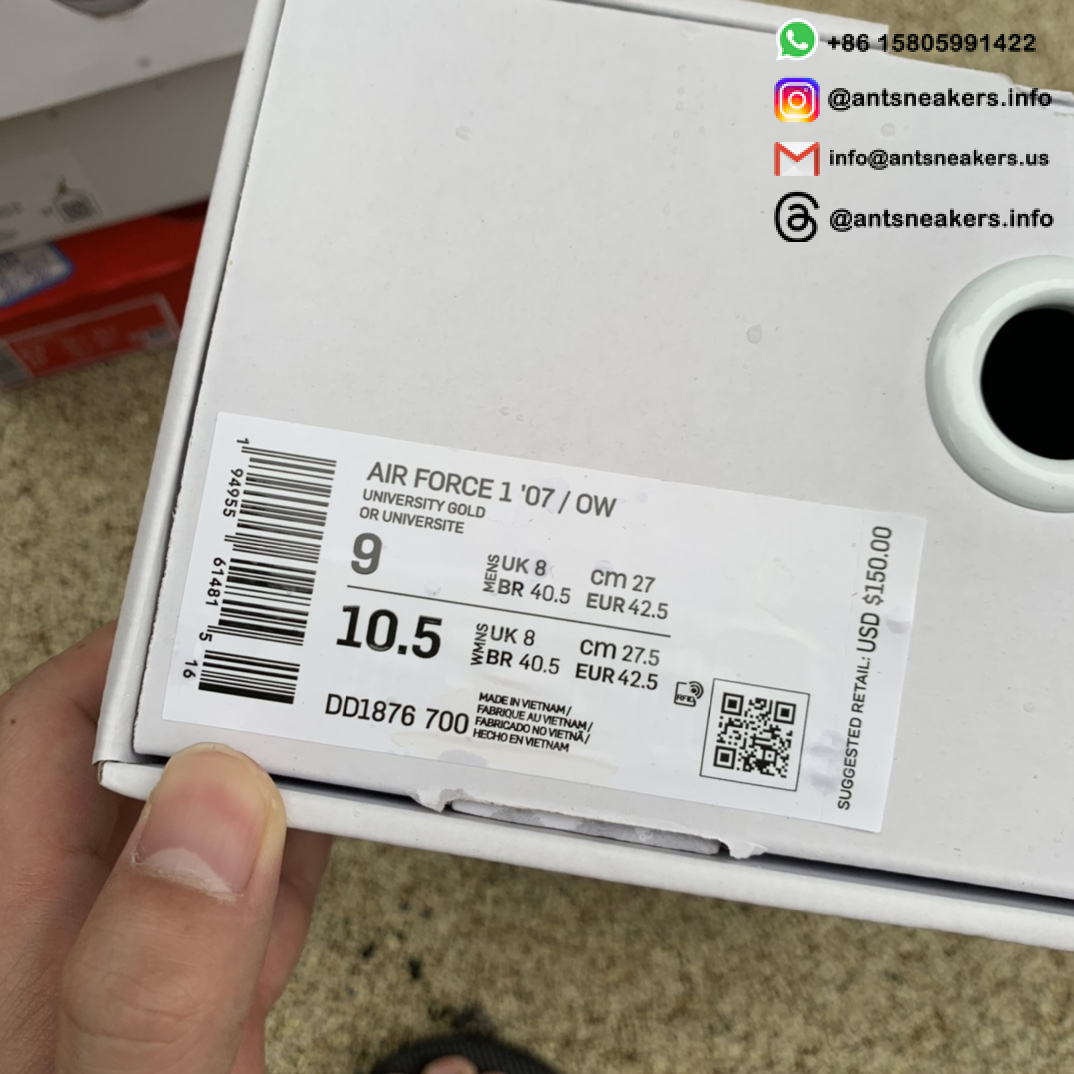 +86 15805991422
@antsneakers.info
info@antsneakers.us
@antsneakers.info
AIR FORCE 1 '07 / OW
UNIVERSITY GOLD
OR UNIVERSITE
9
MENS
UK 8
cm 27
BR 40.5
EUR 42.5
10.5
WMNS
UK 8
cm 27.5
BR 40.5
EUR 42.5
DD1876 700
MADE IN VIETNAM /
FABRIQUE AU VIETNAM /
FABRICADO NO VIETNÃ /
HECHO EN VIETNAM
RFID
SUGGESTED RETAIL: USD $150.00
1 94955 61481 5 16